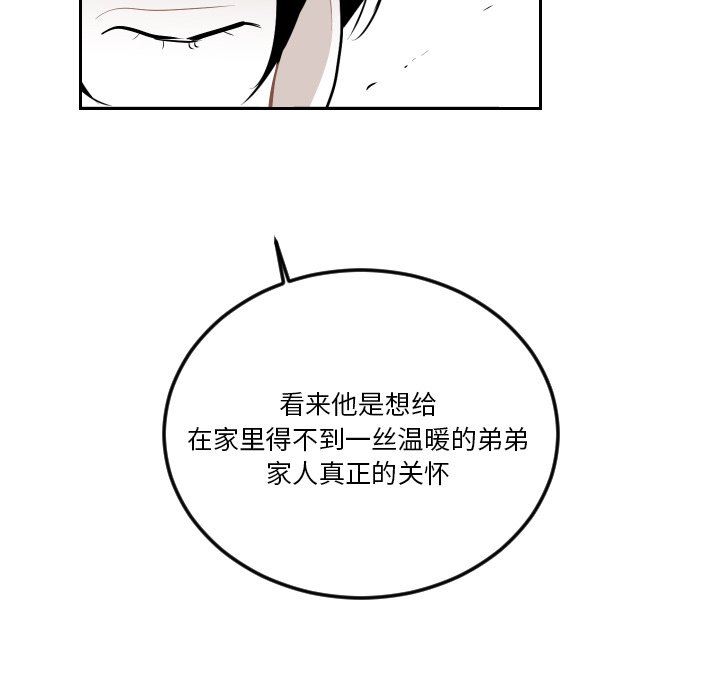 看来他是想给
在家里得不到一丝温暖的弟弟
家人真正的关怀